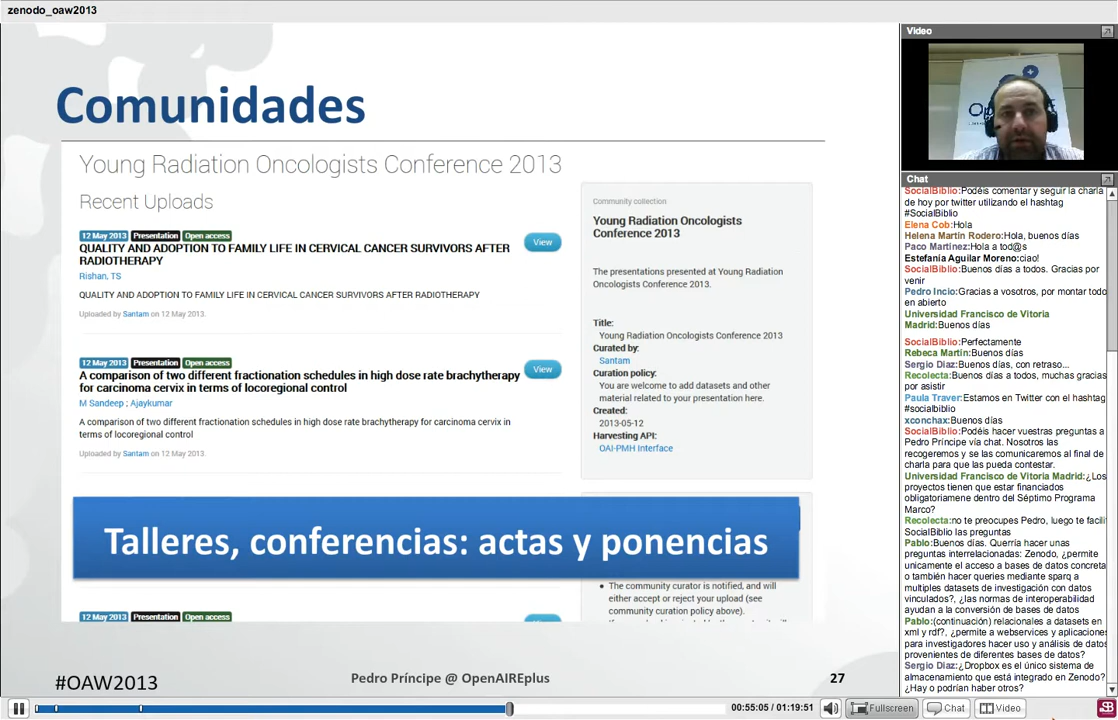 zenodo_oaw2013
Comunidades
Young Radiation Oncologists Conference 2013
Recent Uploads
12 May 2013 Presentation Open access
QUALITY AND ADOPTION TO FAMILY LIFE IN CERVICAL CANCER SURVIVORS AFTER
RADIOTHERAPY
View
Rishan, TS
QUALITY AND ADOPTION TO FAMILY LIFE IN CERVICAL CANCER SURVIVORS AFTER RADIOTHERAPY
Uploaded by Santam on 12 May 2013.
12 May 2013 Presentation Open access
A comparison of two different fractionation schedules in high dose rate brachytherapy
for carcinoma cervix in terms of locoregional control
View
M Sandeep ; Ajaykumar
A comparison of two different fractionation schedules in high dose rate brachytherapy for carcinoma cervix in
terms of locoregional control
Uploaded by Santam on 12 May 2013.
Community collection
Young Radiation Oncologists
Conference 2013
The presentations presented at Young Radiation
Oncologists Conference 2013.
Title:
Young Radiation Oncologists Conference 2013
Curated by:
Santam
Curation policy:
You are welcome to add datasets and other
material related to your presentation here.
Created:
2013-05-12
Harvesting API:
OAI-PMH Interface
Talleres, conferencias: actas y ponencias
• The community curator is notified, and will
either accept or reject your upload (see
community curation policy above).
12 May 2013 Presentation Open access
#OAW2013
Pedro Príncipe @ OpenAIREplus
27
Video
Chat
SocialBiblio:Podéis comentar y seguir la charla
de hoy por twitter utilizando el hashtag
#SocialBiblio
Elena Cob:Hola
Helena Martín Rodero:Hola, buenos días
Paco Martínez:Hola a tod@s
Estefanía Aguilar Moreno:ciao!
SocialBiblio:Buenos días a todos. Gracias por
venir
Pedro Incio:Gracias a vosotros, por montar todo
en abierto
Universidad Francisco de Vitoria
Madrid:Buenos días
SocialBiblio:Perfectamente
Rebeca Martín:Buenos días
Sergio Diaz:Buenos días, con retraso...
Recolecta:Buenos días a todos, muchas gracias
por asistir
Paula Traver:Estamos en Twitter con el hashtag
#socialbiblio
xconchax:Buenos días
SocialBiblio:Podéis hacer vuestras preguntas a
Pedro Príncipe vía chat. Nosotros las
recogeremos y se las comunicaremos al final de
charla para que las pueda contestar.
Universidad Francisco de Vitoria Madrid:¿Los
proyectos tienen que estar financiados
obligatoriamene dentro del Séptimo Programa
Marco?
Recolecta:no te preocupes Pedro, luego te facili
SocialBiblio las preguntas
Pablo:Buenos días. Querría hacer unas
preguntas interrelacionadas: Zenodo, ¿permite
unicamente el acceso a bases de datos concreta
o también hacer queries mediante sparq a
multiples datasets de investigación con datos
vinculados?, ¿las normas de interoperabilidad
ayudan a la conversión de bases de datos
Pablo:(continuación) relacionales a datasets en
xml y rdf?, ¿permite a webservices y aplicacione
para investigadores hacer uso y análisis de datos
provenientes de diferentes bases de datos?
Sergio Diaz:¿Dropbox es el único sistema de
almacenamiento que está integrado en Zenodo?
¿Hay o podrían haber otros?
00:55:05 / 01:19:51
Fullscreen
Chat
Video